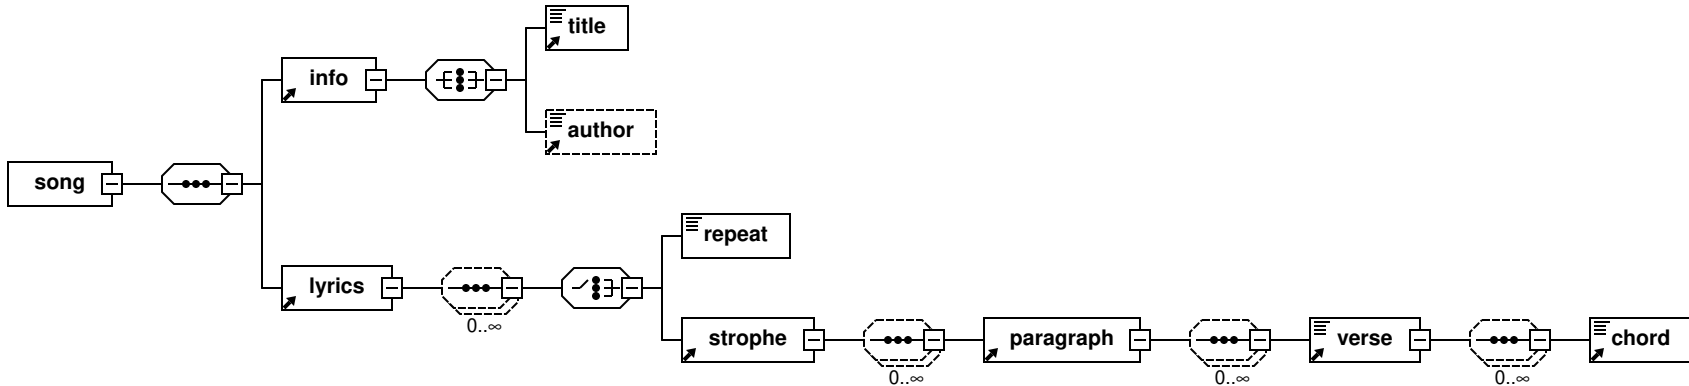 title
info
author
song
repeat
lyrics
0..∞
strophe
paragraph
verse
chord
0..∞
0..∞
0..∞